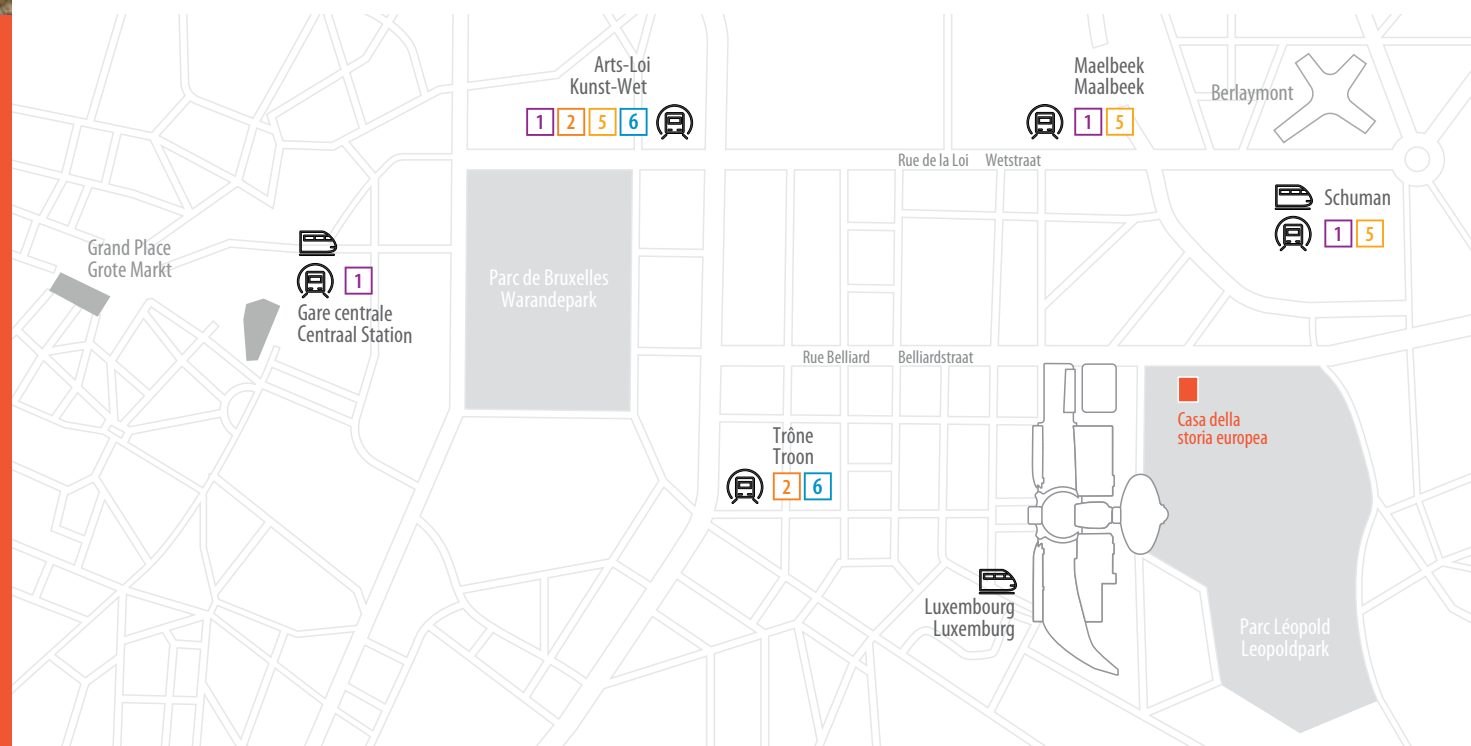 Arts-Loi
Kunst-Wet
1 2 5 6
Maelbeek
Maalbeek
1 5
Berlaymont
Rue de la Loi Wetstraat
Schuman
1 5
Grand Place
Grote Markt
1
Gare centrale
Centraal Station
Parc de Bruxelles
Warandepark
Rue Belliard Belliardstraat
Casa della
storia europea
Trône
Troon
2 6
Luxembourg
Luxemburg
Parc Léopold
Leopoldpark